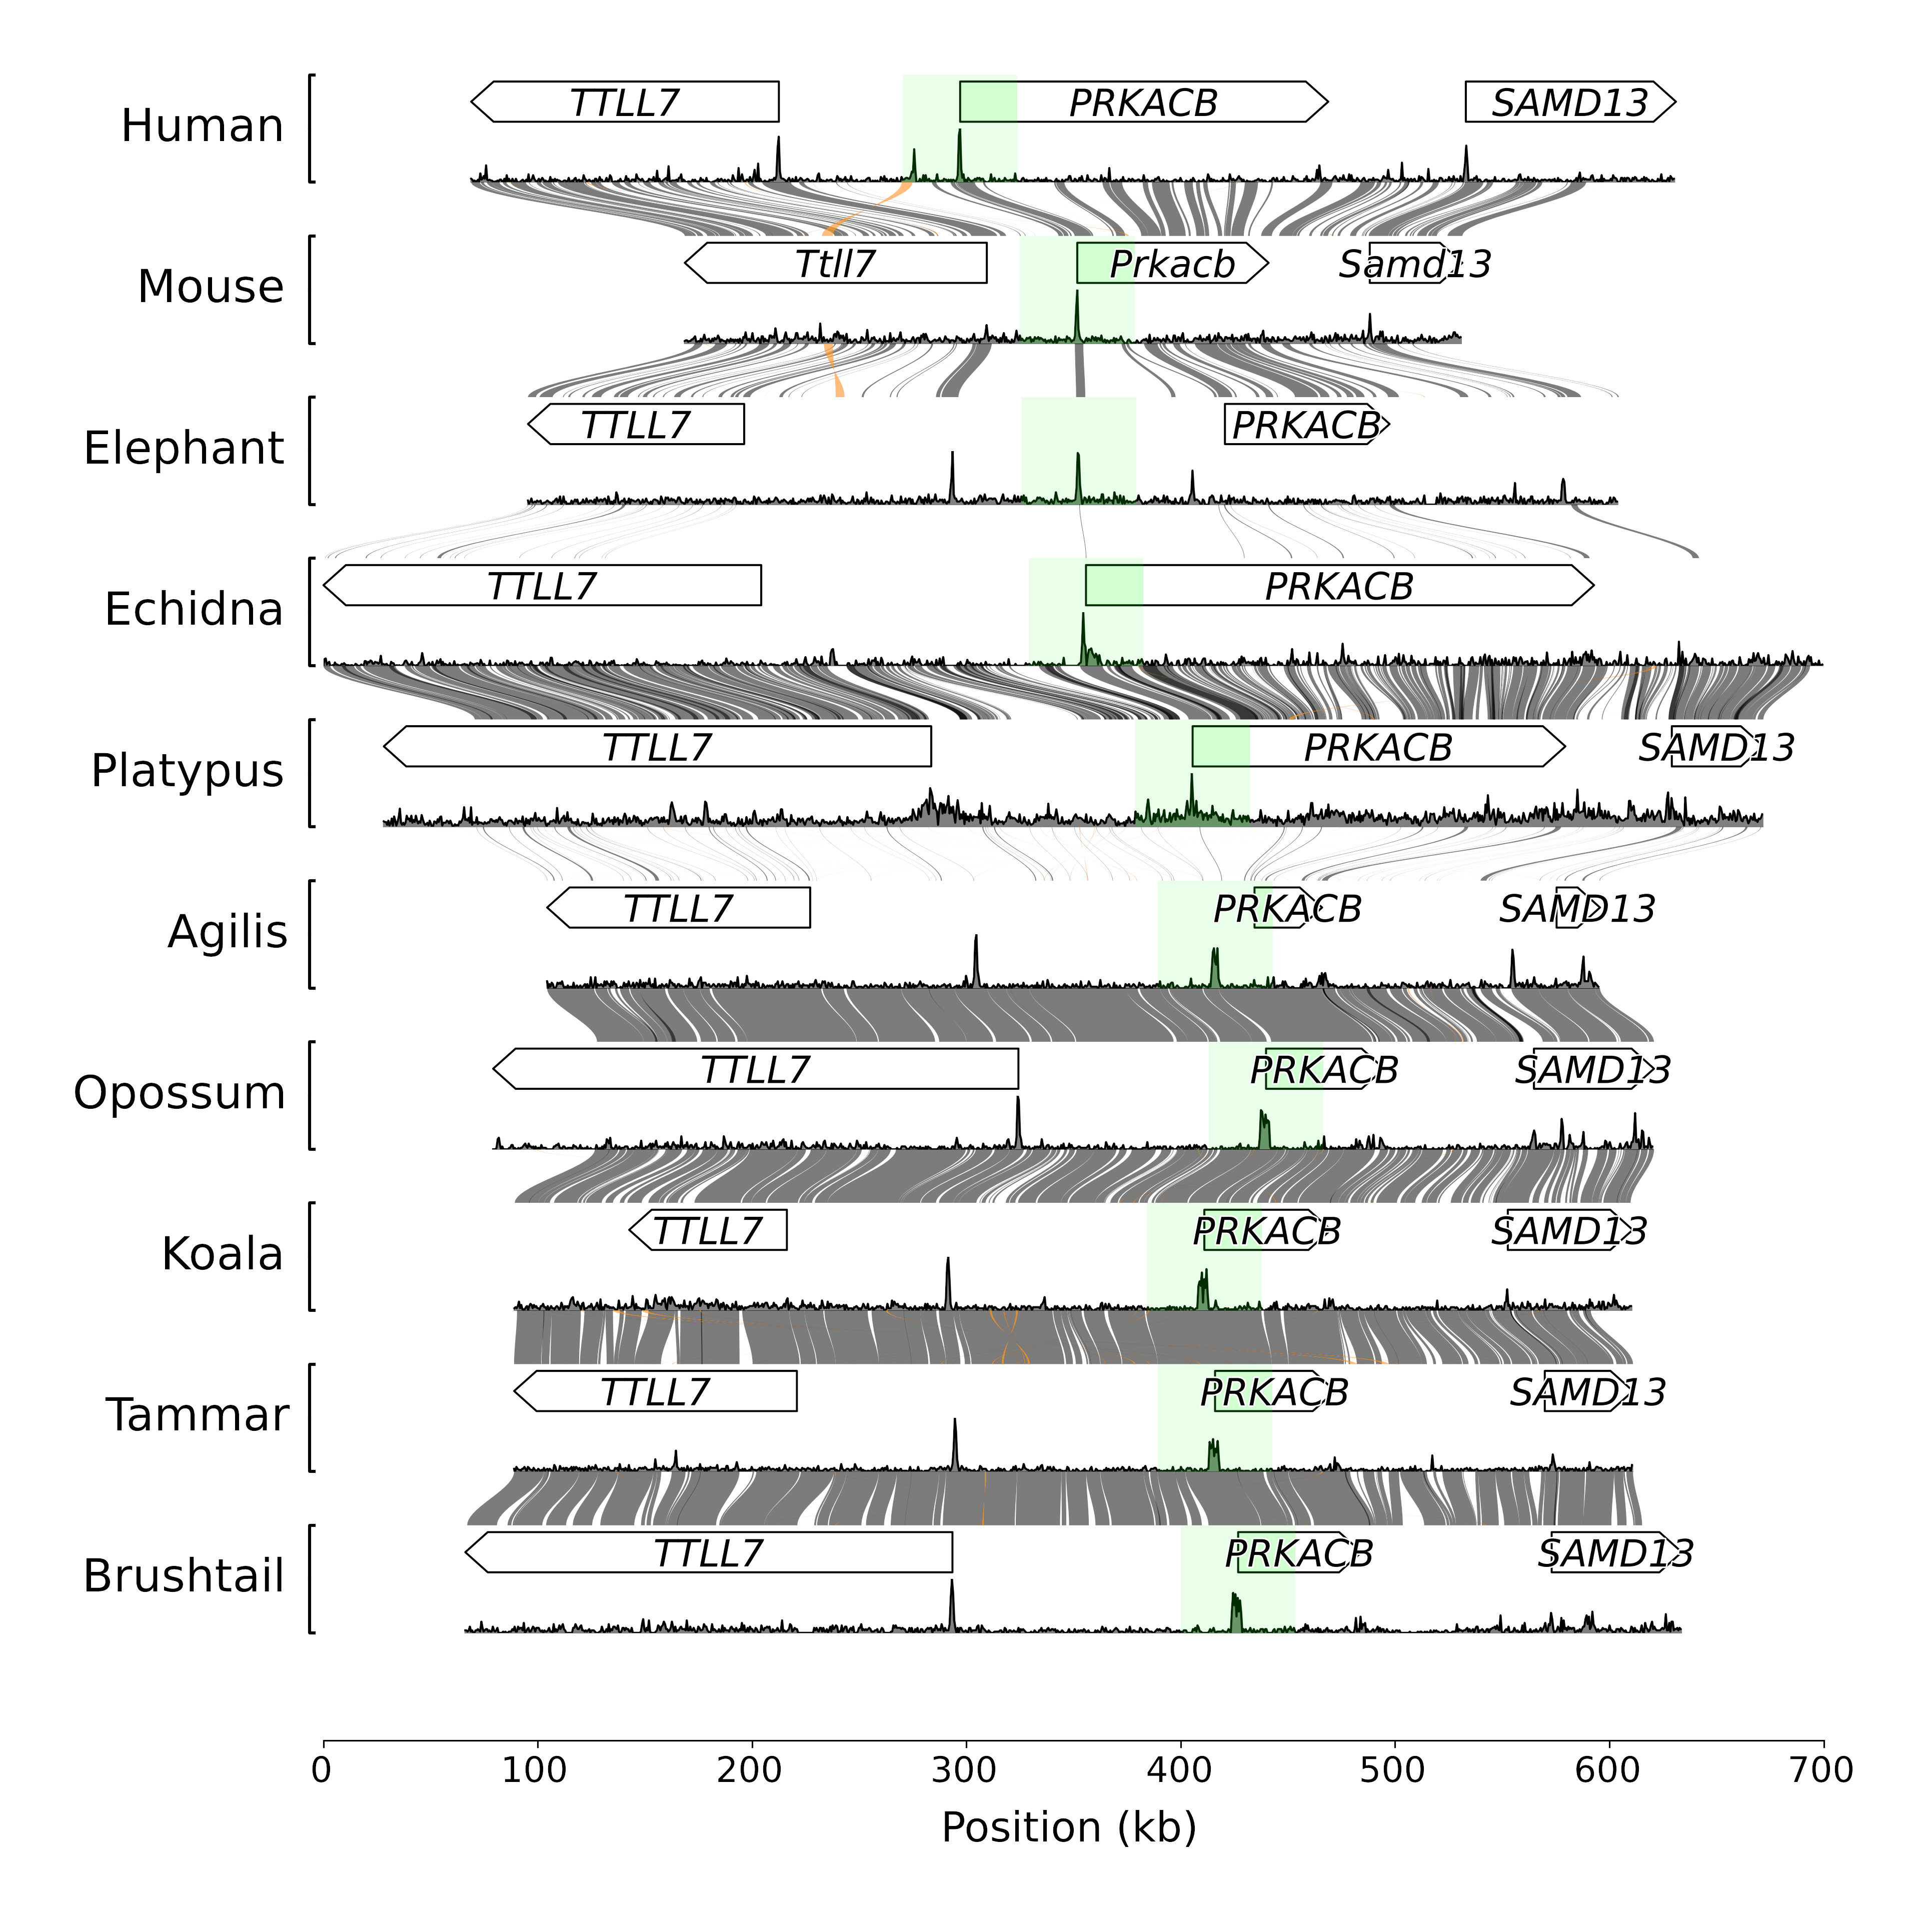 Human
TTLL7 PRKACB SAMD13
Mouse
Ttll7 Prkacb Samd13
Elephant
TTLL7 PRKACB
Echidna
TTLL7 PRKACB
Platypus
TTLL7 PRKACB SAMD13
Agilis
TTLL7 PRKACB SAMD13
Opossum
TTLL7 PRKACB SAMD13
Koala
TTLL7 PRKACB SAMD13
Tammar
TTLL7 PRKACB SAMD13
Brushtail
TTLL7 PRKACB SAMD13
0 100 200 300 400 500 600 700
Position (kb)